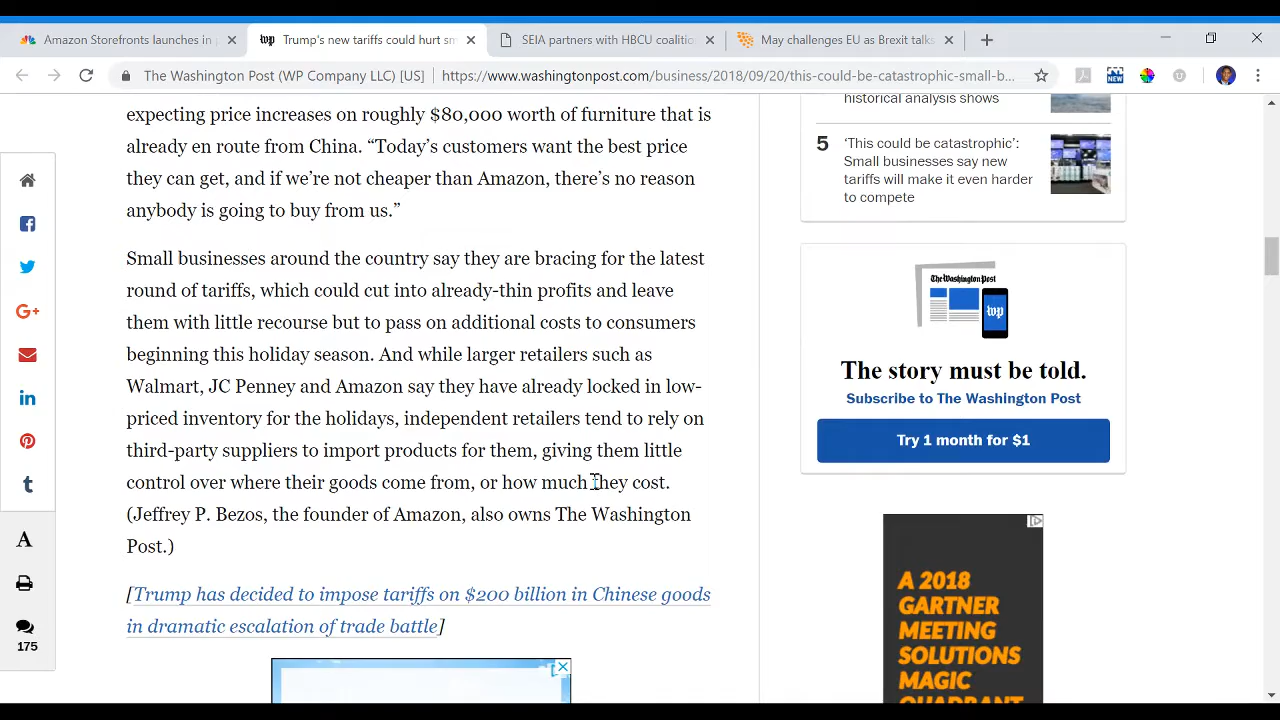 Amazon Storefronts launches in
Trump's new tariffs could hurt sm
SEIA partners with HBCU coalition
May challenges EU as Brexit talks
The Washington Post (WP Company LLC) [US]
https://www.washingtonpost.com/business/2018/09/20/this-could-be-catastrophic-small-b...
NEW
expecting price increases on roughly $80,000 worth of furniture that is
already en route from China. “Today’s customers want the best price
they can get, and if we’re not cheaper than Amazon, there’s no reason
anybody is going to buy from us.”
Small businesses around the country say they are bracing for the latest
round of tariffs, which could cut into already-thin profits and leave
them with little recourse but to pass on additional costs to consumers
beginning this holiday season. And while larger retailers such as
Walmart, JC Penney and Amazon say they have already locked in low-
priced inventory for the holidays, independent retailers tend to rely on
third-party suppliers to import products for them, giving them little
control over where their goods come from, or how much they cost.
(Jeffrey P. Bezos, the founder of Amazon, also owns The Washington
Post.)
[Trump has decided to impose tariffs on $200 billion in Chinese goods
in dramatic escalation of trade battle]
A
175
historical analysis shows
5
‘This could be catastrophic’:
Small businesses say new
tariffs will make it even harder
to compete
The Washington Post
wp
The story must be told.
Subscribe to The Washington Post
Try 1 month for $1
A 2018
GARTNER
MEETING
SOLUTIONS
MAGIC
QUADRANT